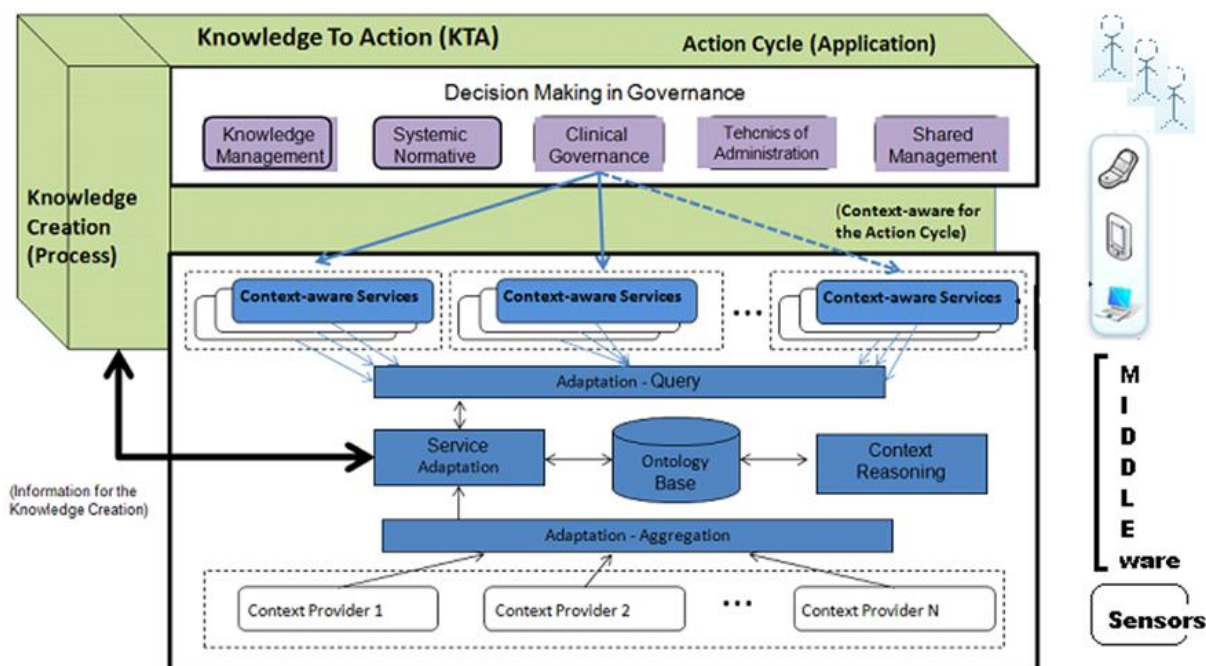 Knowledge To Action (KTA)
Action Cycle (Application)
Decision Making in Governance
Knowledge
Management
Systemic
Normative
Clinical
Governance
Tehcnics of
Administration
Shared
Management
Knowledge
Creation
(Process)
(Context-aware for
the Action Cycle)
Context-aware Services
Context-aware Services
...
Context-aware Services
Adaptation - Query
Service
Adaptation
Ontology
Base
Context
Reasoning
(Information for the
Knowledge Creation)
Adaptation - Aggregation
Context Provider 1
Context Provider 2
...
Context Provider N
M
I
D
D
L
E
ware
Sensors